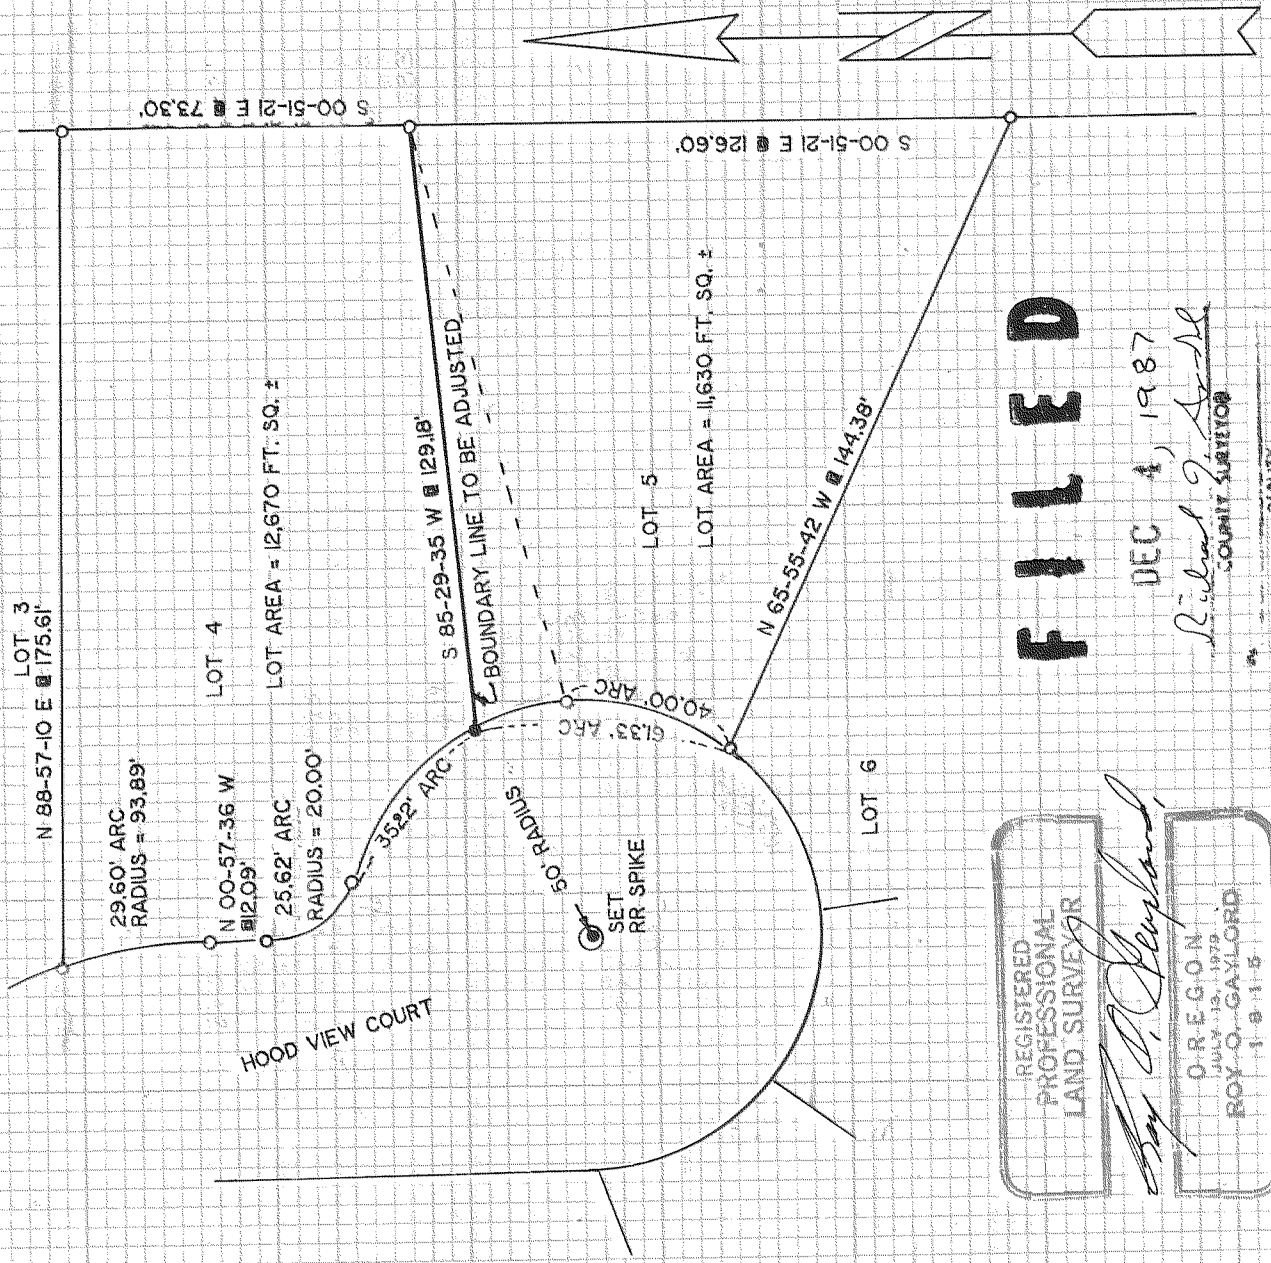 LOT 3
N 88-57-10 E @ 175.61'
S 00-51-21 E @ 73.30'
29.60' ARC
RADIUS = 93.89'
LOT 4
LOT AREA = 12,670 FT. SQ. ±
N 00-57-36 W
@ 12.09'
25.62' ARC
RADIUS = 20.00'
35.22' ARC
S 85-29-35 W @ 129.18'
BOUNDARY LINE TO BE ADJUSTED
S 00-51-21 E @ 126.60'
61.33' ARC
40.00' ARC
50' RADIUS
SET
RR SPIKE
HOOD VIEW COURT
LOT 5
LOT AREA = 11,630 FT. SQ. ±
N 65-55-42 W @ 144.38'
LOT 6
FILED
DEC 4, 1987
COUNTY SURVEYOR
REGISTERED
PROFESSIONAL
LAND SURVEYOR
OREGON
JULY 13, 1979
ROY O. GAYLORD
1815